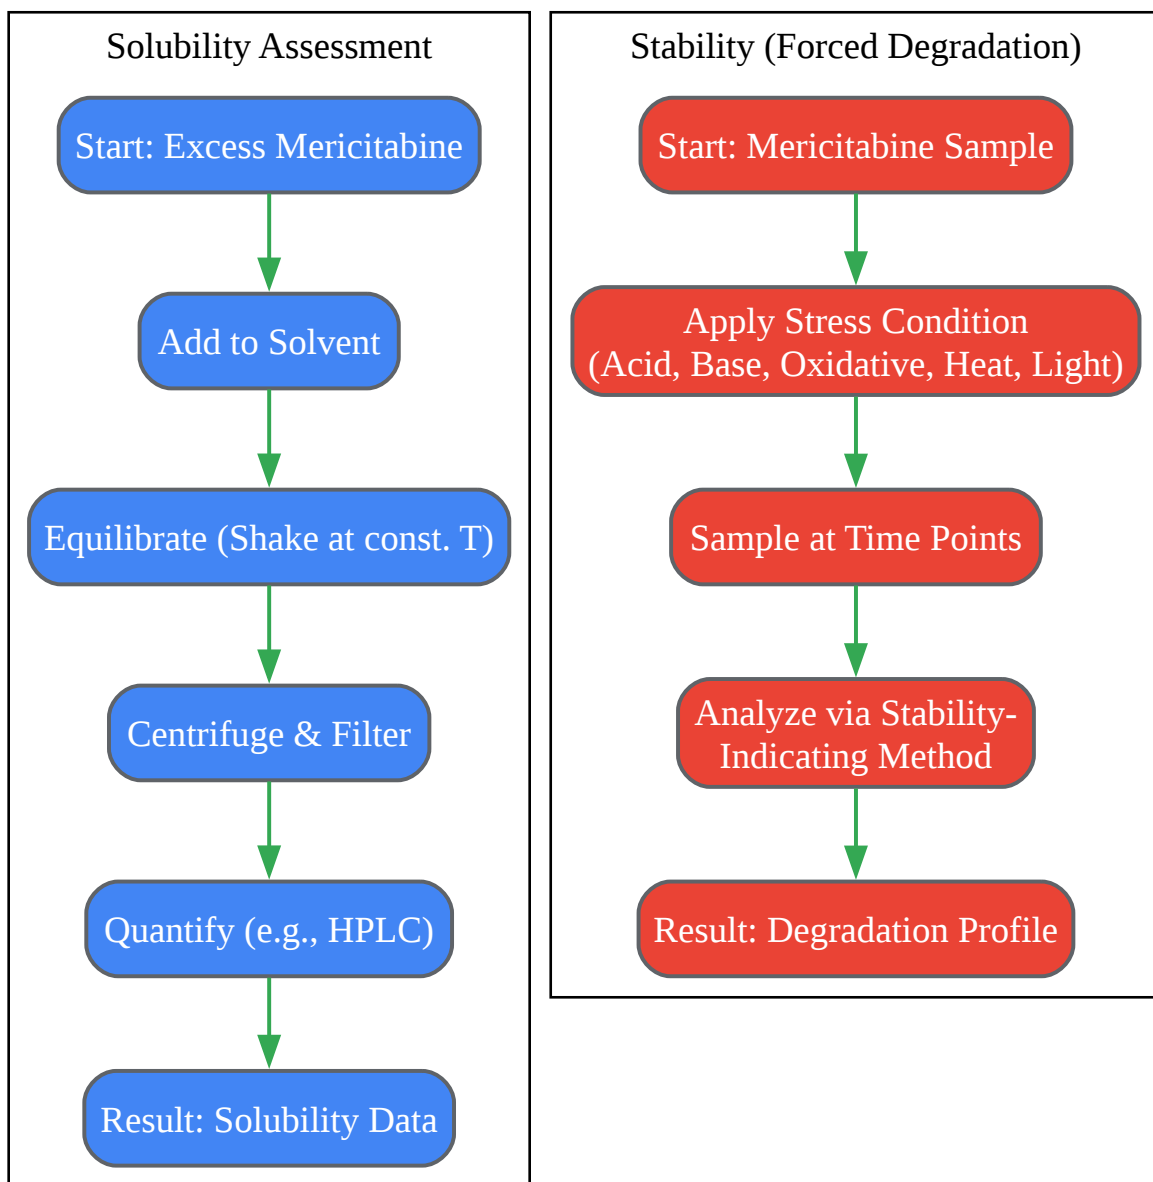 Solubility Assessment
Start: Excess Mericitabine
Add to Solvent
Equilibrate (Shake at const. T)
Centrifuge & Filter
Quantify (e.g., HPLC)
Result: Solubility Data
Stability (Forced Degradation)
Start: Mericitabine Sample
Apply Stress Condition
(Acid, Base, Oxidative, Heat, Light)
Sample at Time Points
Analyze via Stability-
Indicating Method
Result: Degradation Profile